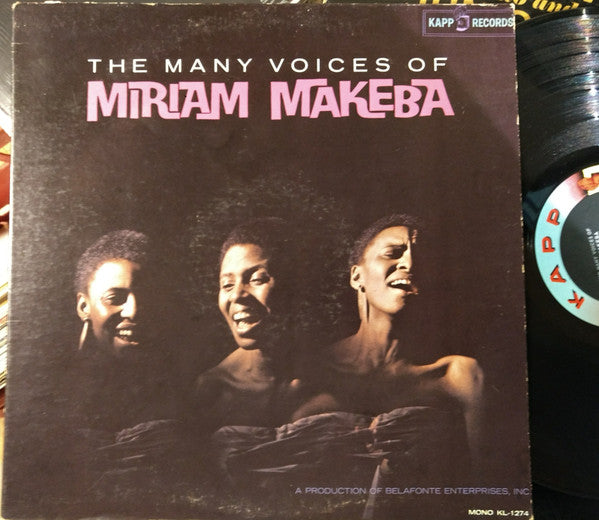 KAPP RECORDS
THE MANY VOICES OF
MIRIAM MAKEBA
A PRODUCTION OF BELAFONTE ENTERPRISES, INC.
MONO KL-1274
KAPP